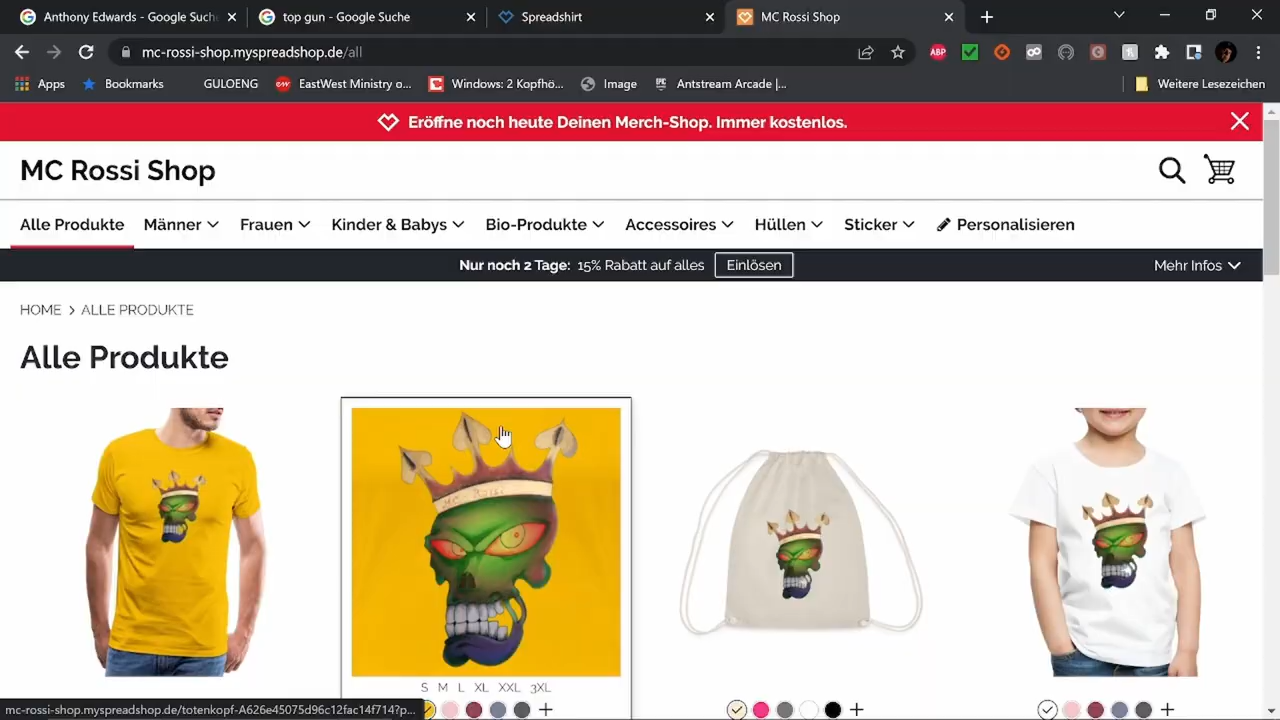 Anthony Edwards - Google Suche
top gun - Google Suche
Spreadshirt
MC Rossi Shop
mc-rossi-shop.myspreadshop.de/all
ABP
Apps
Bookmarks
GULOENG
EastWest Ministry o...
Windows: 2 Kopfhö...
Image
Antstream Arcade |...
Weitere Lesezeichen
Eröffne noch heute Deinen Merch-Shop. Immer kostenlos.
MC Rossi Shop
Alle Produkte
Männer
Frauen
Kinder & Babys
Bio-Produkte
Accessoires
Hüllen
Sticker
Personalisieren
Nur noch 2 Tage: 15% Rabatt auf alles
Einlösen
Mehr Infos
HOME > ALLE PRODUKTE
Alle Produkte
Mc Rossi
S M L XL XXL 3XL
mc-rossi-shop.myspreadshop.de/totenkopf-A626e45075d96c12fac14f714?p...